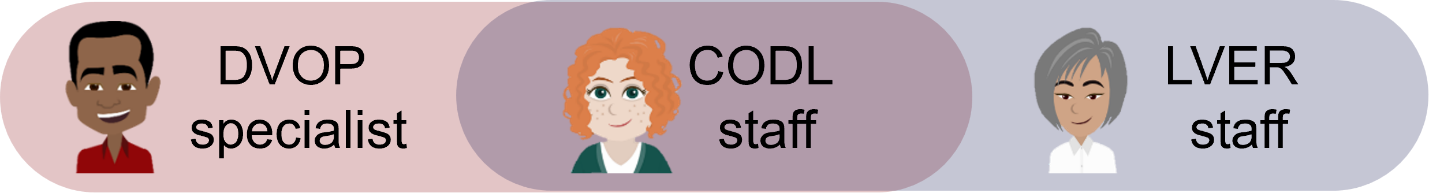 DVOP
specialist
CODL
staff
LVER
staff